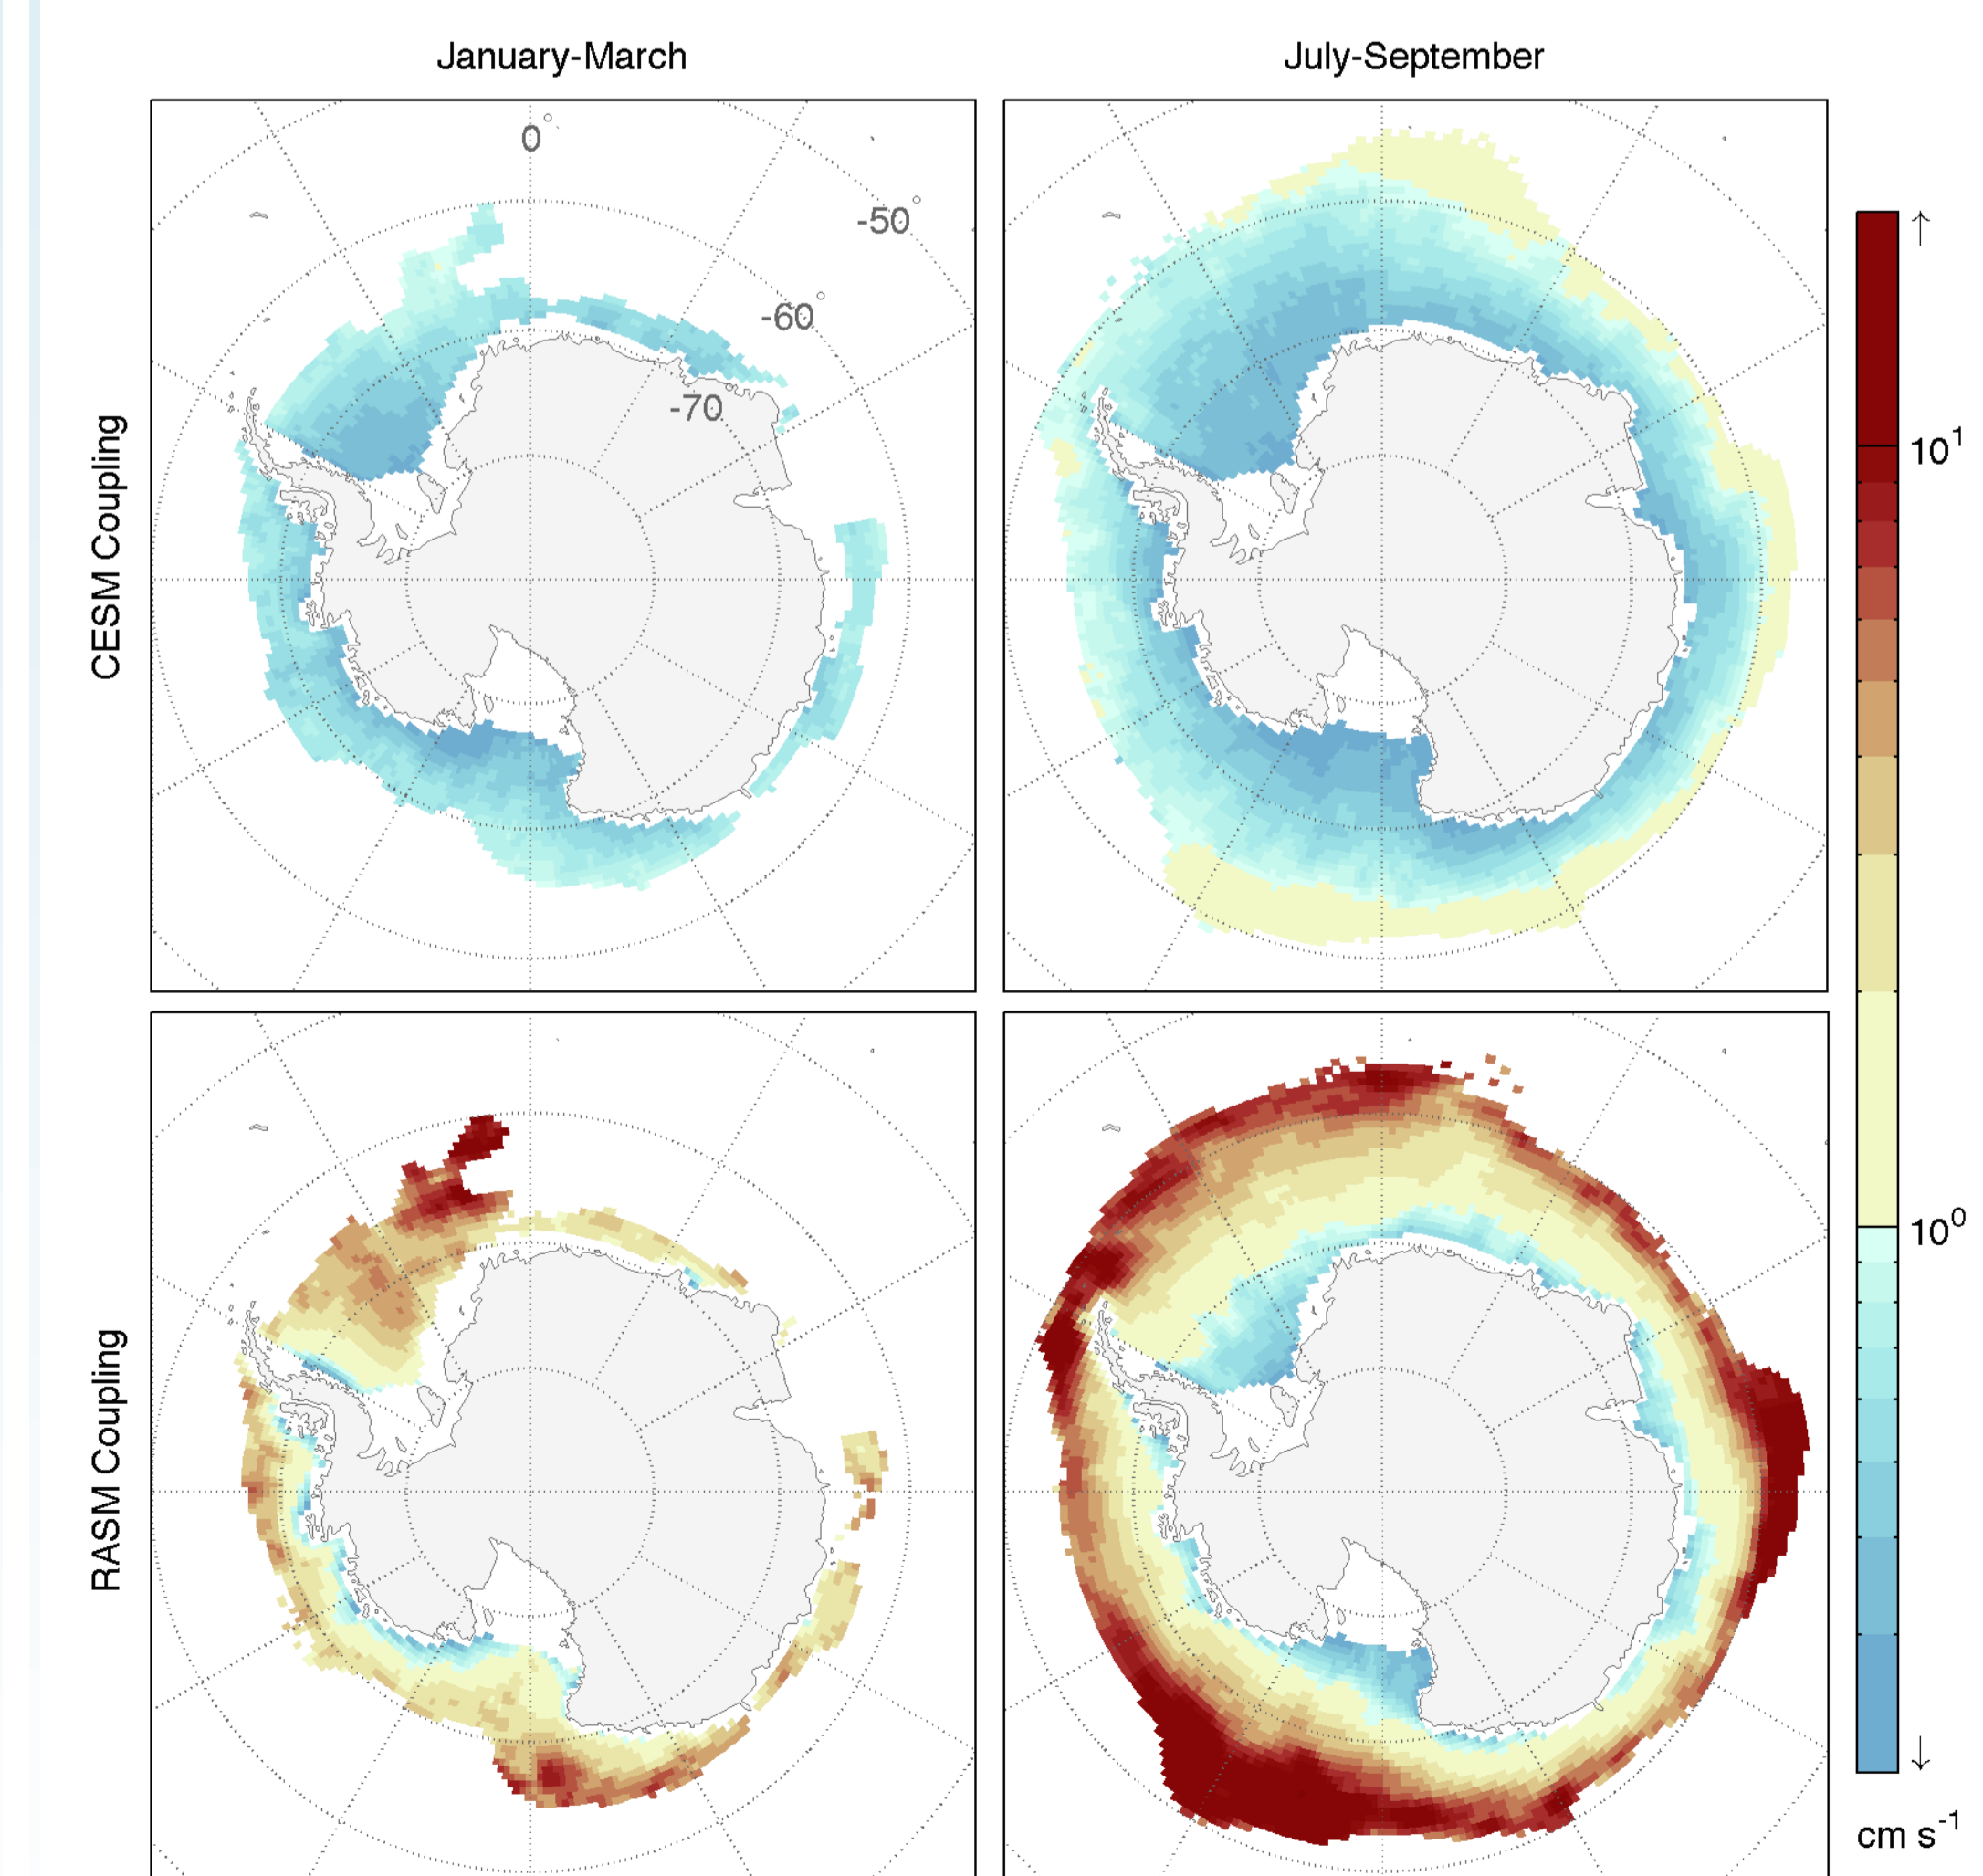 January-March
July-September
CESM Coupling
0°
-50°
-60°
-70
RASM Coupling
10¹
10⁰
cm s⁻¹